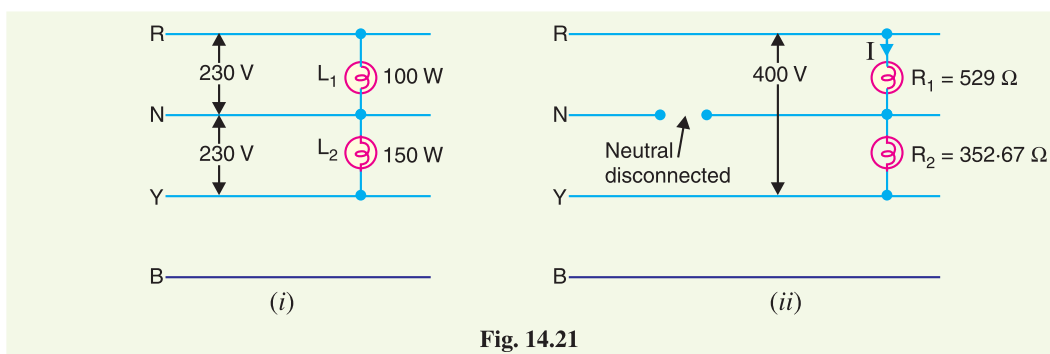 R
230 V
L1 100 W
N
230 V
L2 150 W
Y
B
(i)
R
I
400 V
R1 = 529 Ω
N
Neutral
disconnected
R2 = 352·67 Ω
Y
B
(ii)
Fig. 14.21